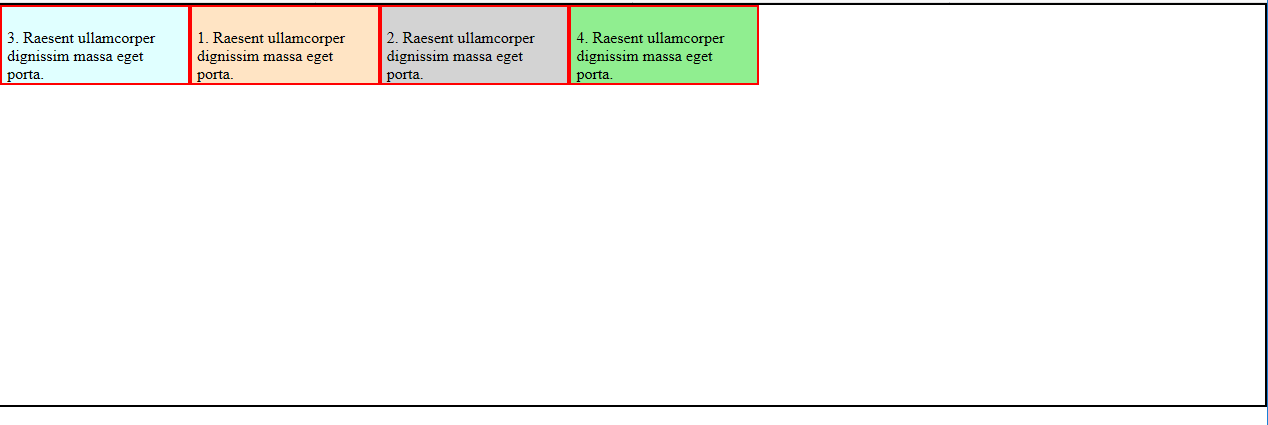 3. Raesent ullamcorper
dignissim massa eget
porta.
1. Raesent ullamcorper
dignissim massa eget
porta.
2. Raesent ullamcorper
dignissim massa eget
porta.
4. Raesent ullamcorper
dignissim massa eget
porta.